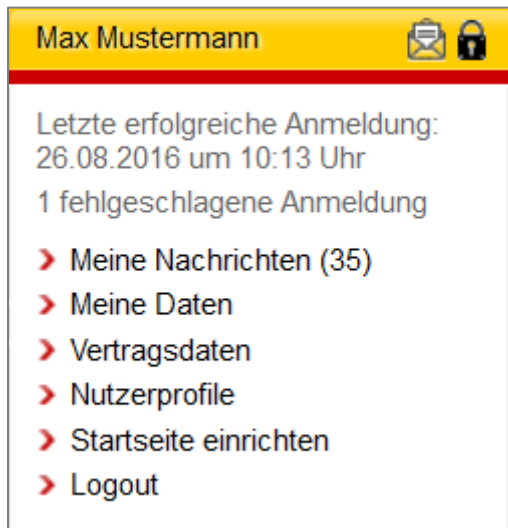 Max Mustermann
Letzte erfolgreiche Anmeldung:
26.08.2016 um 10:13 Uhr
1 fehlgeschlagene Anmeldung
Meine Nachrichten (35)
Meine Daten
Vertragsdaten
Nutzerprofile
Startseite einrichten
Logout